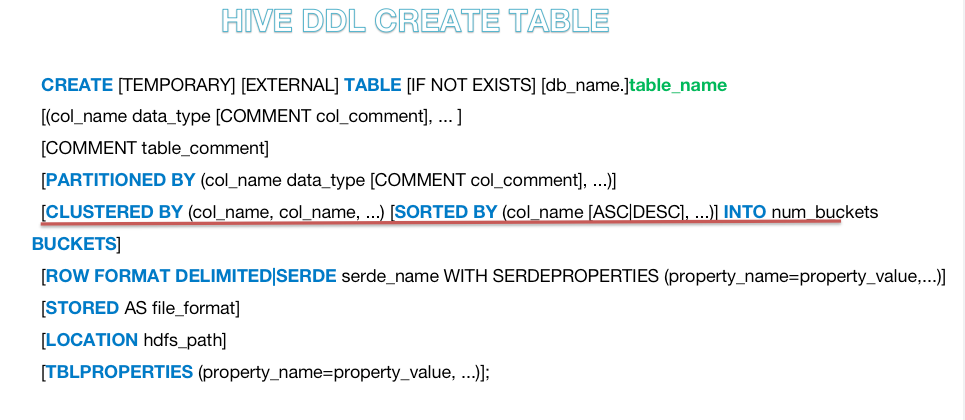 HIVE DDL CREATE TABLE
CREATE [TEMPORARY] [EXTERNAL] TABLE [IF NOT EXISTS] [db_name.]table_name
[(col_name data_type [COMMENT col_comment], ... ]
[COMMENT table_comment]
[PARTITIONED BY (col_name data_type [COMMENT col_comment], ...)]
[CLUSTERED BY (col_name, col_name, ...) [SORTED BY (col_name [ASC|DESC], ...)] INTO num_buckets
BUCKETS]
[ROW FORMAT DELIMITED|SERDE serde_name WITH SERDEPROPERTIES (property_name=property_value,...)]
[STORED AS file_format]
[LOCATION hdfs_path]
[TBLPROPERTIES (property_name=property_value, ...)];